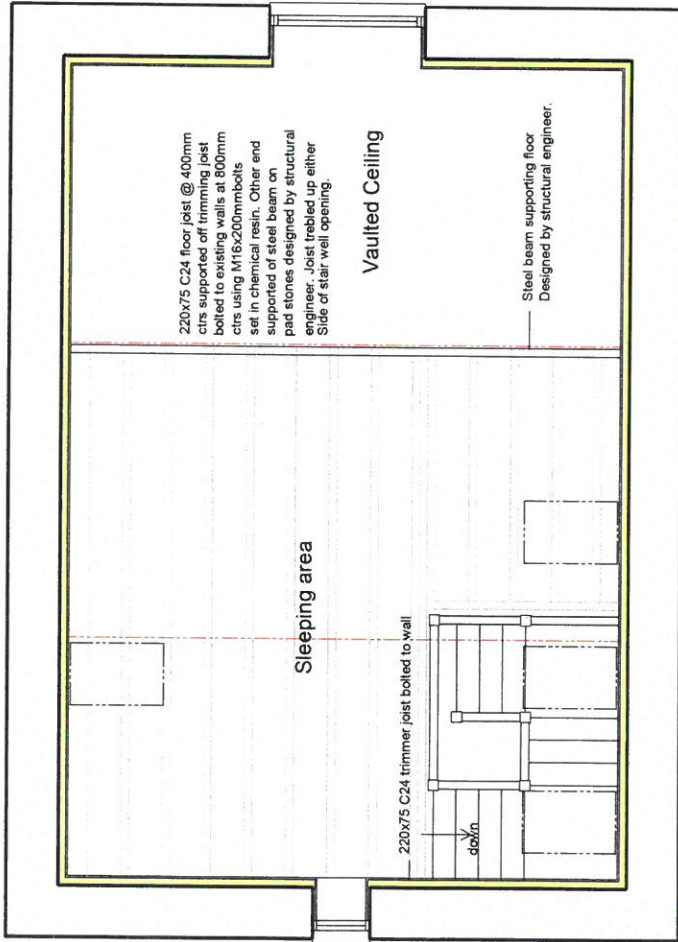 220x75 C24 floor joist @ 400mm
ctrs supported off trimming joist
bolted to existing walls at 800mm
ctrs using M16x200mmbolts
set in chemical resin. Other end
supported of steel beam on
pad stones designed by structural
engineer. Joist trebled up either
Side of stair well opening.
Vaulted Ceiling
Steel beam supporting floor
Designed by structural engineer.
Sleeping area
220x75 C24 trimmer joist bolted to wall
down